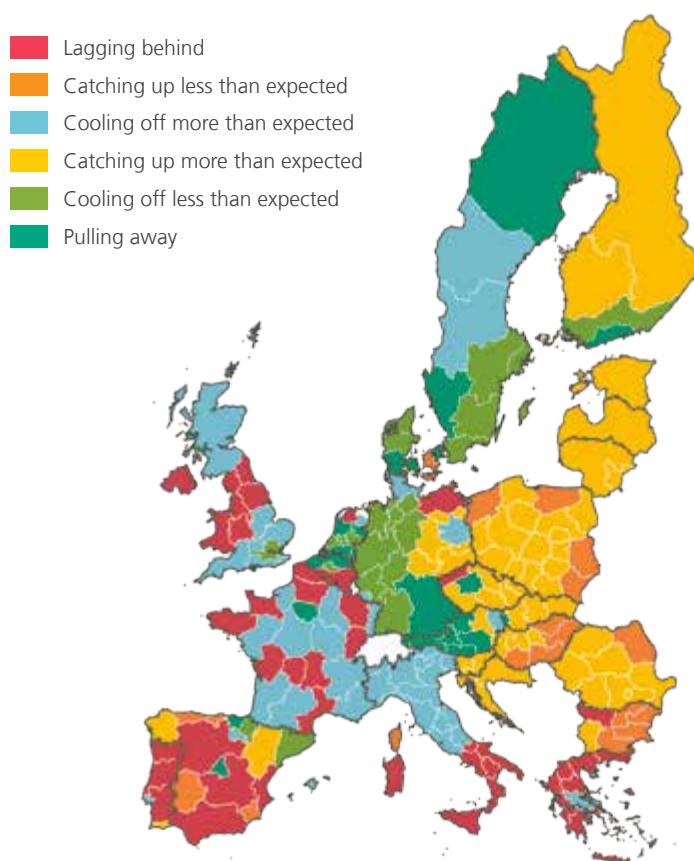 Lagging behind
Catching up less than expected
Cooling off more than expected
Catching up more than expected
Cooling off less than expected
Pulling away